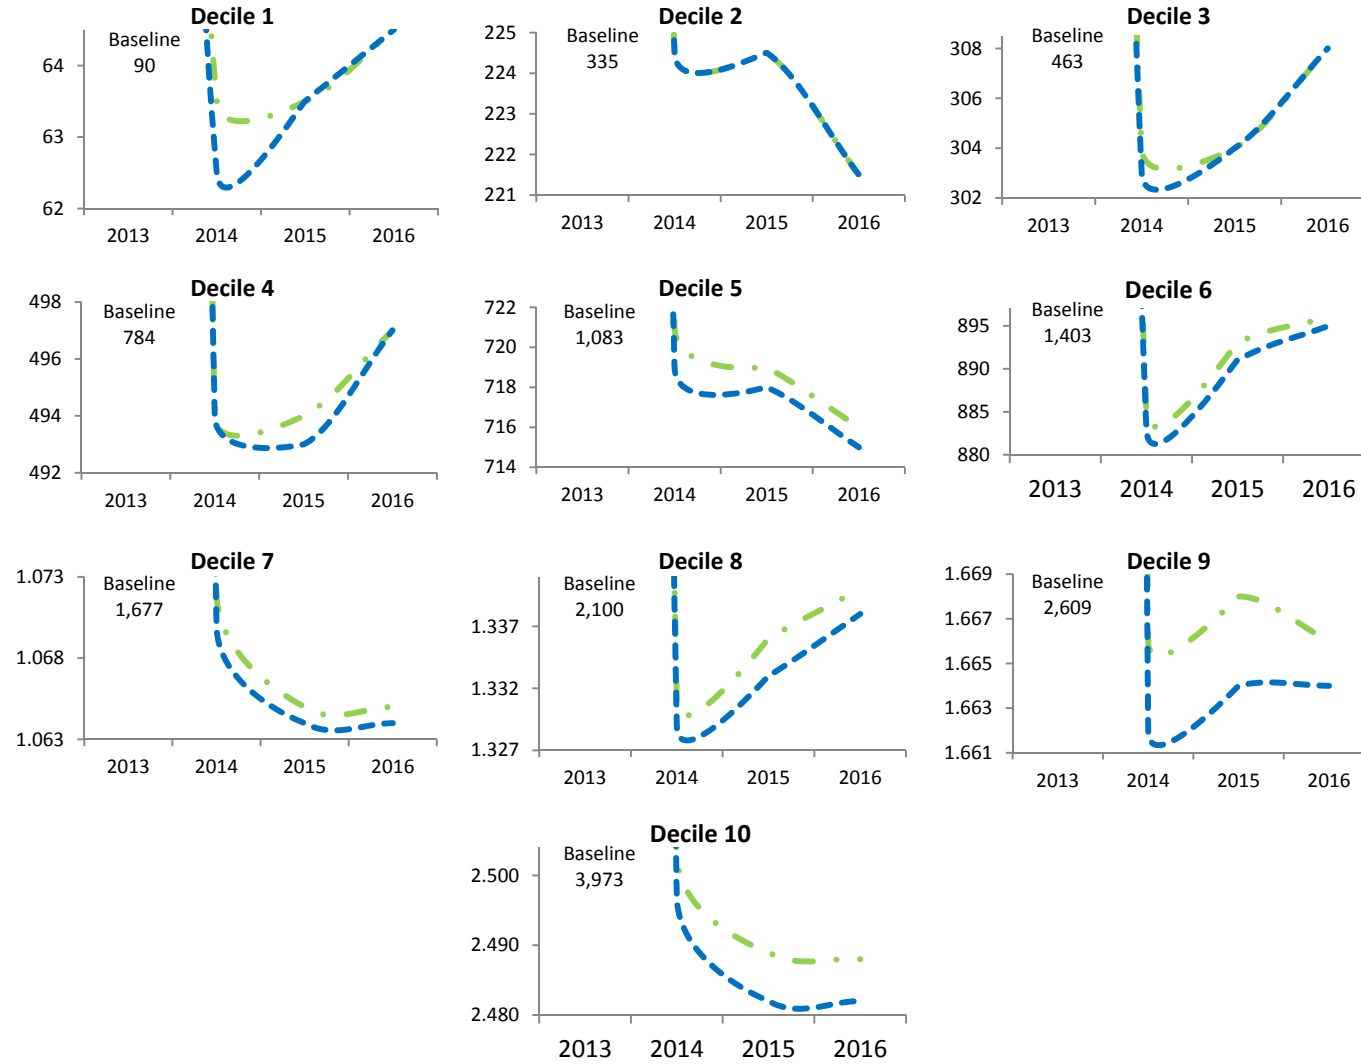 Decile 1
Baseline
90
64
63
62
2013 2014 2015 2016
Decile 2
Baseline
335
225
224
223
222
221
2013 2014 2015 2016
Decile 3
Baseline
463
308
306
304
302
2013 2014 2015 2016
Decile 4
Baseline
784
498
496
494
492
2013 2014 2015 2016
Decile 5
Baseline
1,083
722
720
718
716
714
2013 2014 2015 2016
Decile 6
Baseline
1,403
895
890
885
880
2013 2014 2015 2016
Decile 7
Baseline
1,677
1.073
1.068
1.063
2013 2014 2015 2016
Decile 8
Baseline
2,100
1.337
1.332
1.327
2013 2014 2015 2016
Decile 9
Baseline
2,609
1.669
1.667
1.665
1.663
1.661
2013 2014 2015 2016
Decile 10
Baseline
3,973
2.500
2.490
2.480
2013 2014 2015 2016